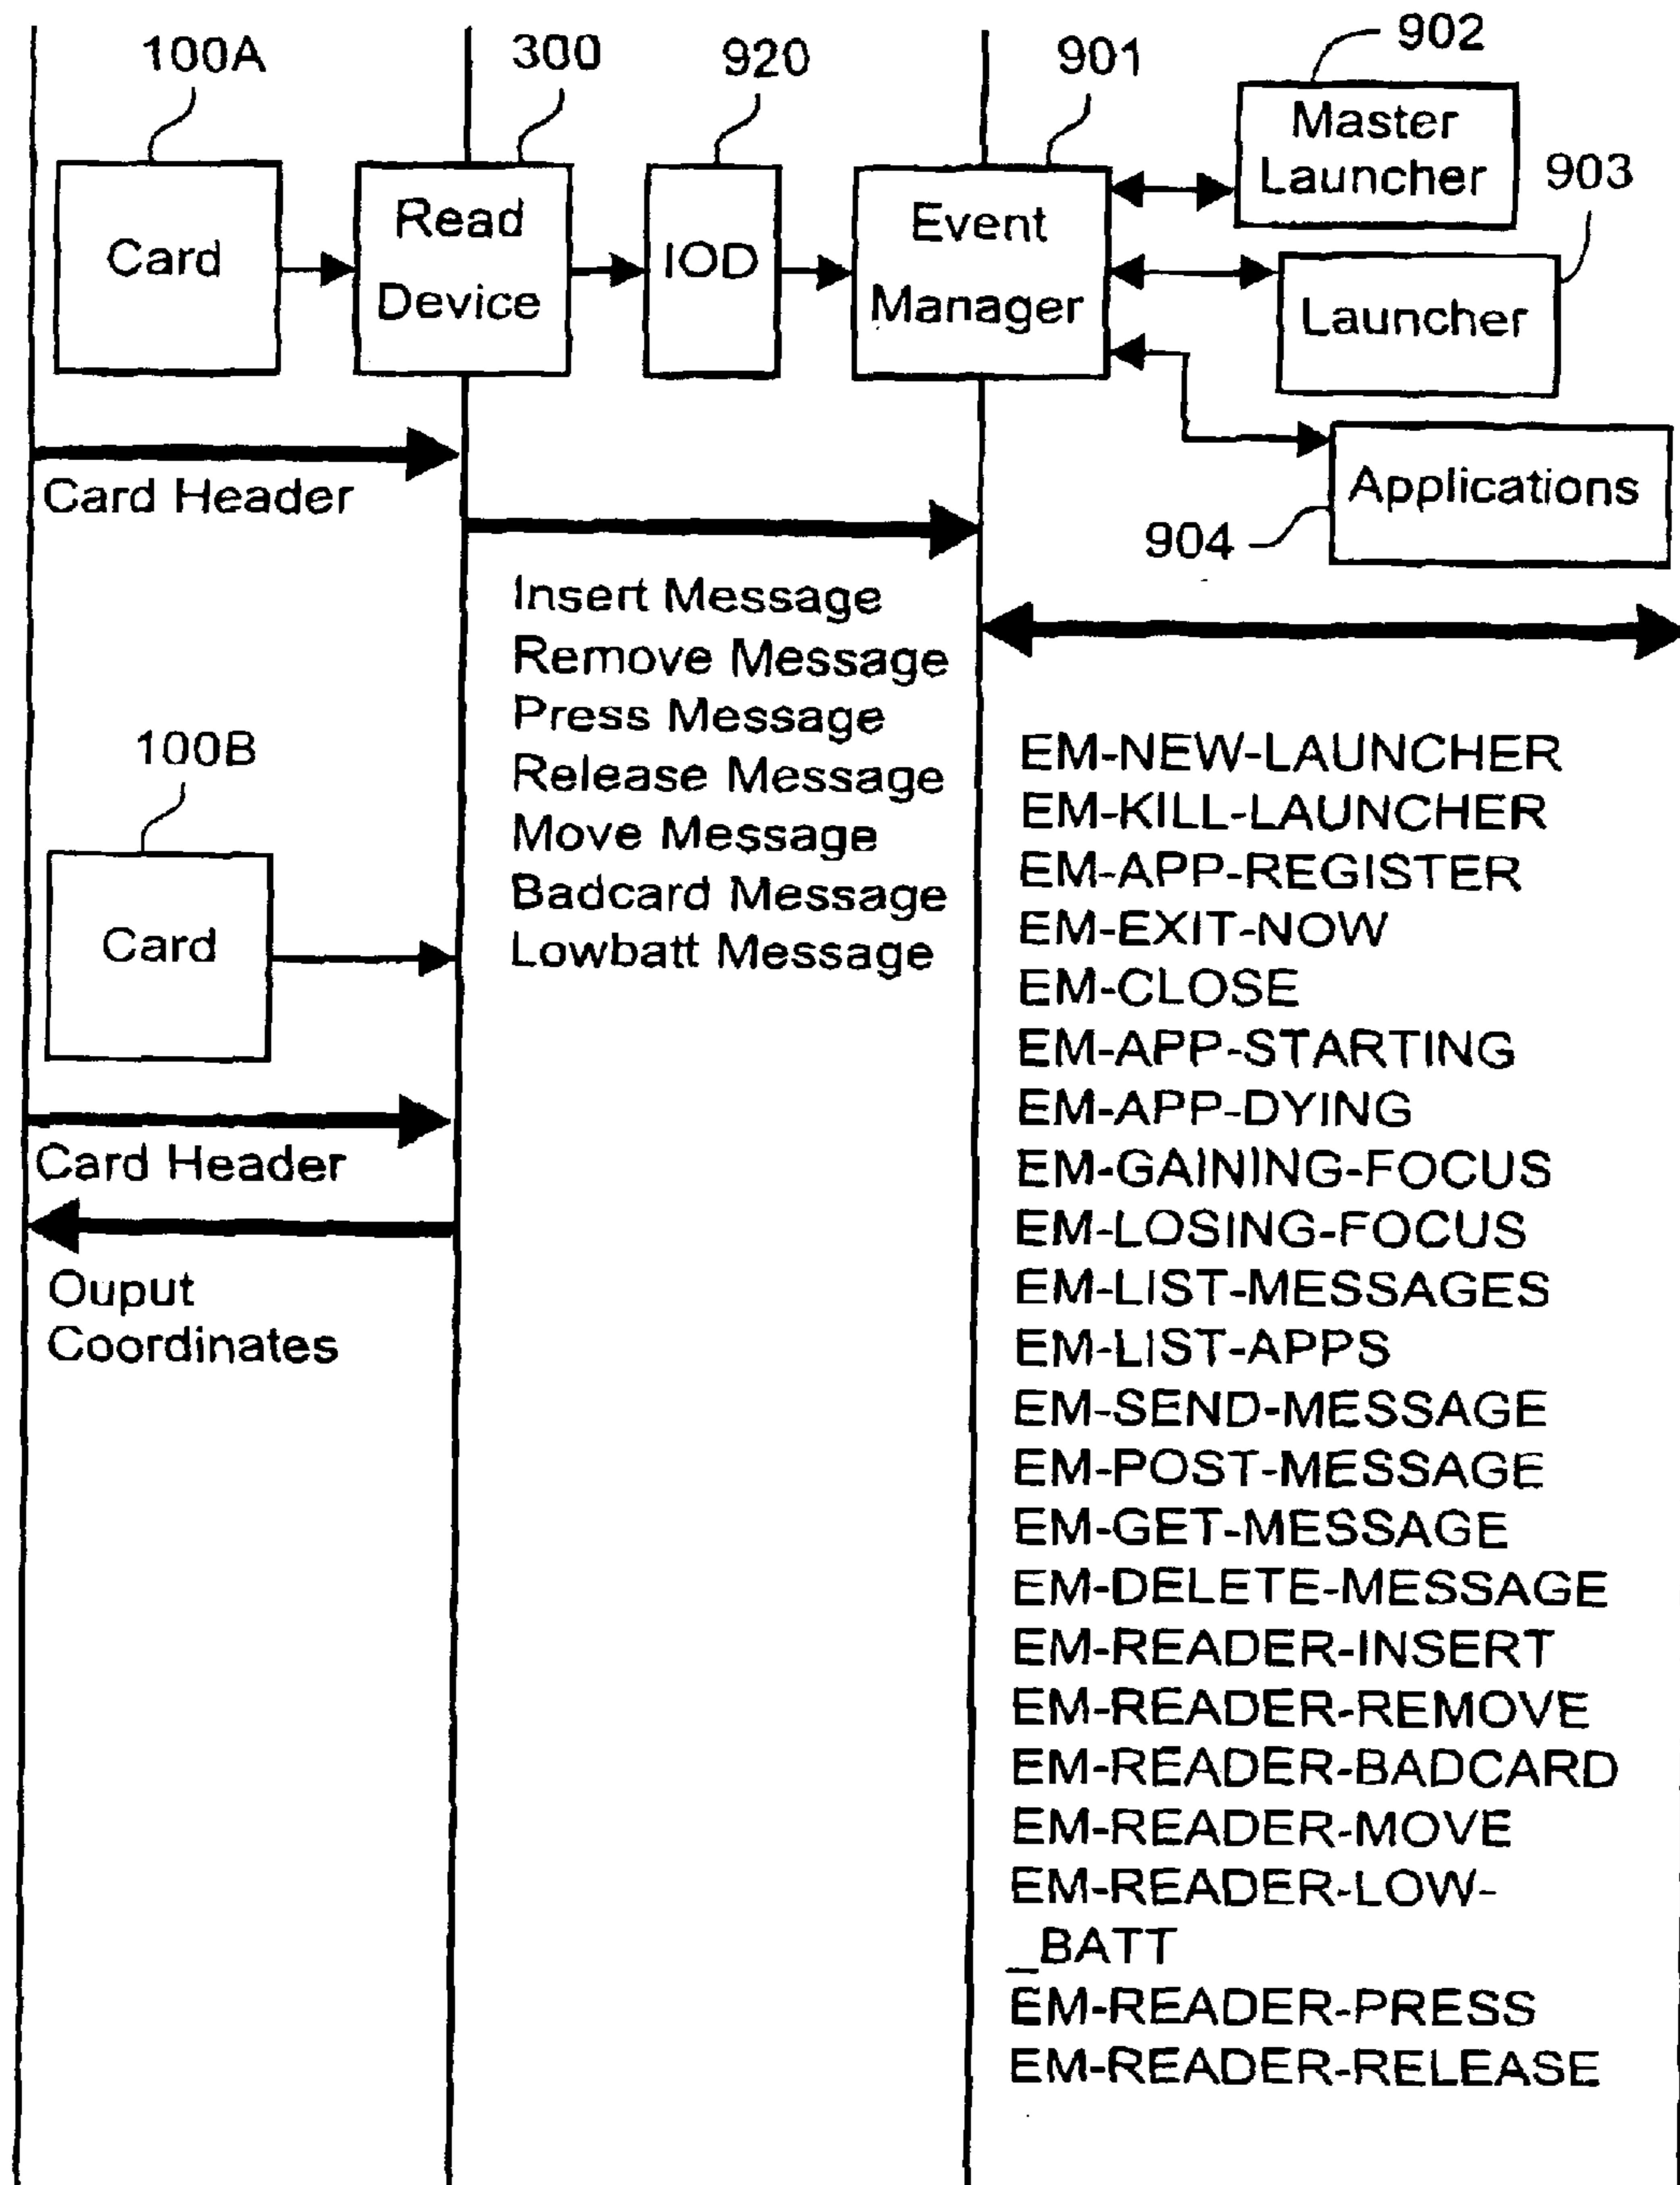 100A
300
920
901
902
Master
Launcher
903
Card
Read
Device
IOD
Event
Manager
Launcher
Card Header
Applications
904
Insert Message
Remove Message
Press Message
Release Message
Move Message
Badcard Message
Lowbatt Message
100B
Card
Card Header
Ouput
Coordinates
EM-NEW-LAUNCHER
EM-KILL-LAUNCHER
EM-APP-REGISTER
EM-EXIT-NOW
EM-CLOSE
EM-APP-STARTING
EM-APP-DYING
EM-GAINING-FOCUS
EM-LOSING-FOCUS
EM-LIST-MESSAGES
EM-LIST-APPS
EM-SEND-MESSAGE
EM-POST-MESSAGE
EM-GET-MESSAGE
EM-DELETE-MESSAGE
EM-READER-INSERT
EM-READER-REMOVE
EM-READER-BADCARD
EM-READER-MOVE
EM-READER-LOW-
_BATT
EM-READER-PRESS
EM-READER-RELEASE